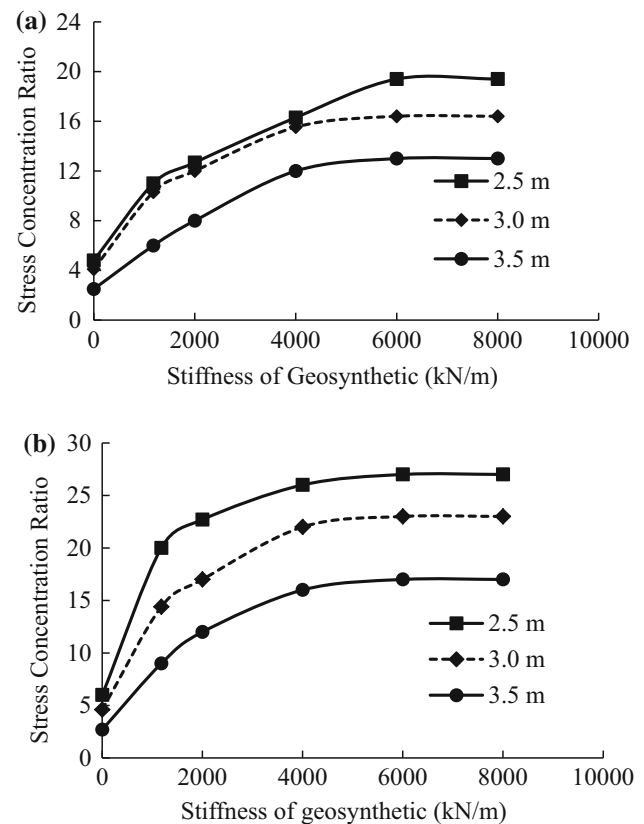 (a)
Stress Concentration Ratio
24
20
16
12
8
4
0
2.5 m
3.0 m
3.5 m
0 2000 4000 6000 8000 10000
Stiffness of Geosynthetic (kN/m)
(b)
Stress Concentration Ratio
30
25
20
15
10
5
0
2.5 m
3.0 m
3.5 m
0 2000 4000 6000 8000 10000
Stiffness of geosynthetic (kN/m)